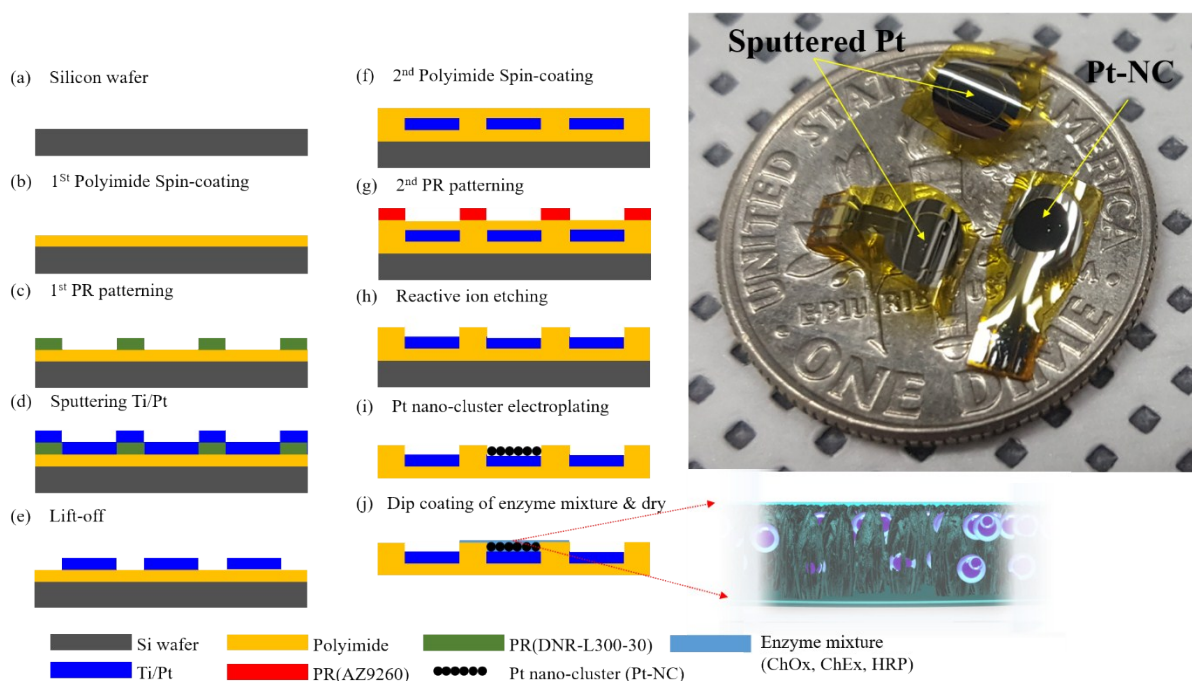 (a) Silicon wafer
(b) 1St Polyimide Spin-coating
(c) 1st PR patterning
(d) Sputtering Ti/Pt
(e) Lift-off
(f) 2nd Polyimide Spin-coating
(g) 2nd PR patterning
(h) Reactive ion etching
(i) Pt nano-cluster electroplating
(j) Dip coating of enzyme mixture & dry
Sputtered Pt
Pt-NC
UNITED STATES
AMERICA
E·PLU
RIB
ONE DIME
Si wafer
Polyimide
PR(DNR-L300-30)
Enzyme mixture
(ChOx, ChEx, HRP)
Ti/Pt
PR(AZ9260)
Pt nano-cluster (Pt-NC)